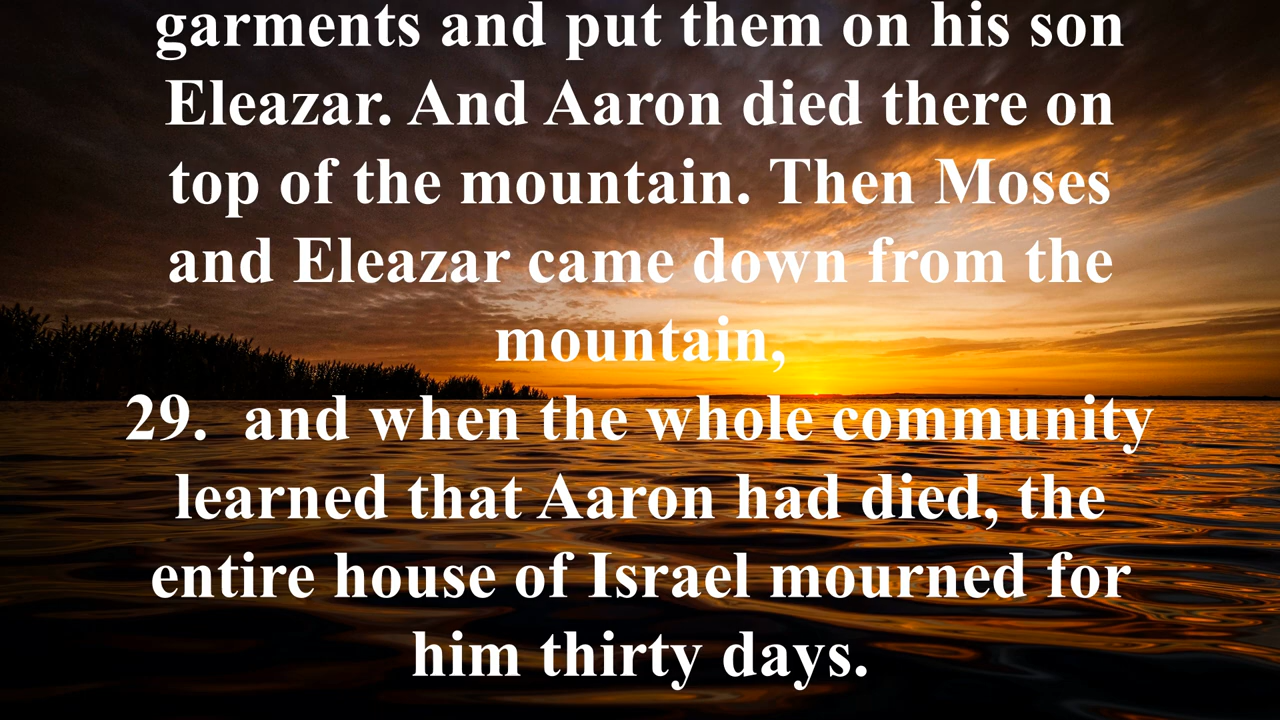 garments and put them on his son
Eleazar. And Aaron died there on
top of the mountain. Then Moses
and Eleazar came down from the
mountain,
29.  and when the whole community
learned that Aaron had died, the
entire house of Israel mourned for
him thirty days.